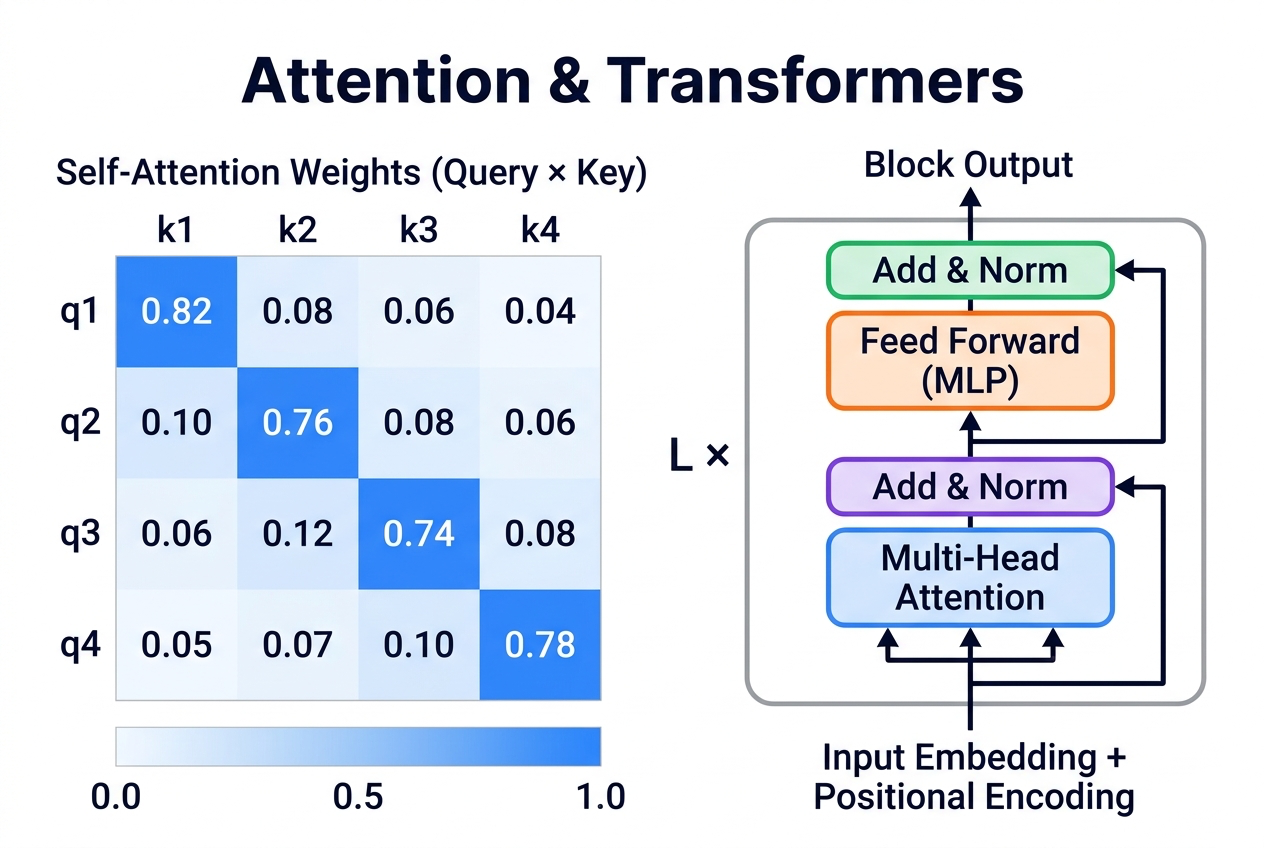 Attention & Transformers
Self-Attention Weights (Query × Key)
k1 k2 k3 k4
q1 0.82 0.08 0.06 0.04
q2 0.10 0.76 0.08 0.06
q3 0.06 0.12 0.74 0.08
q4 0.05 0.07 0.10 0.78
0.0 0.5 1.0
Block Output
Add & Norm
Feed Forward
(MLP)
L ×
Add & Norm
Multi-Head
Attention
Input Embedding +
Positional Encoding